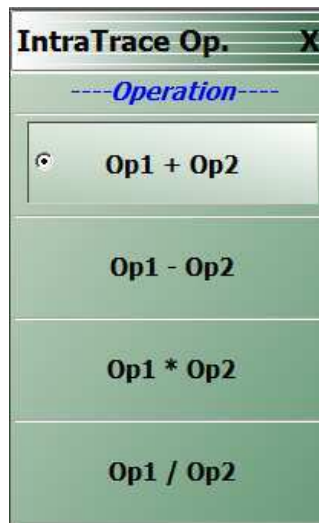 IntraTrace Op. X
----Operation----
Op1 + Op2
Op1 - Op2
Op1 * Op2
Op1 / Op2